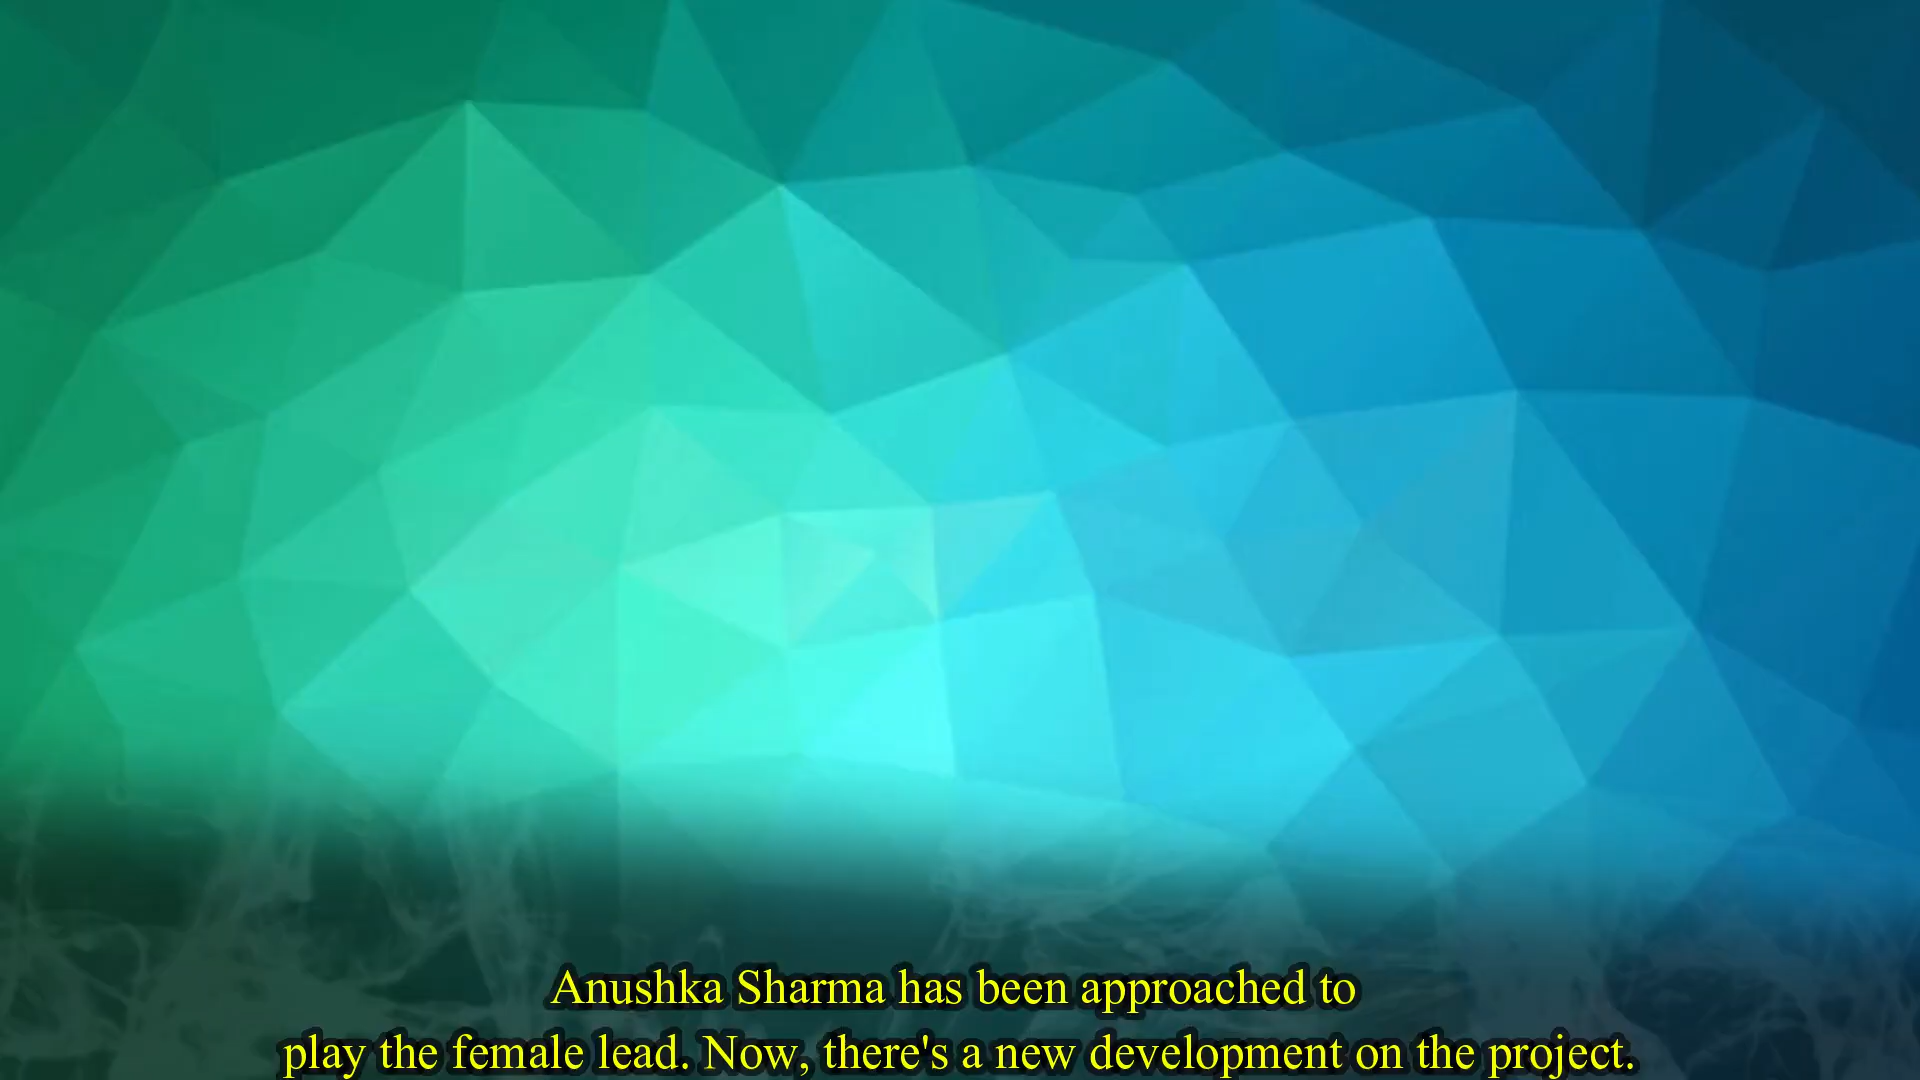 Anushka Sharma has been approached to
play the female lead. Now, there's a new development on the project.